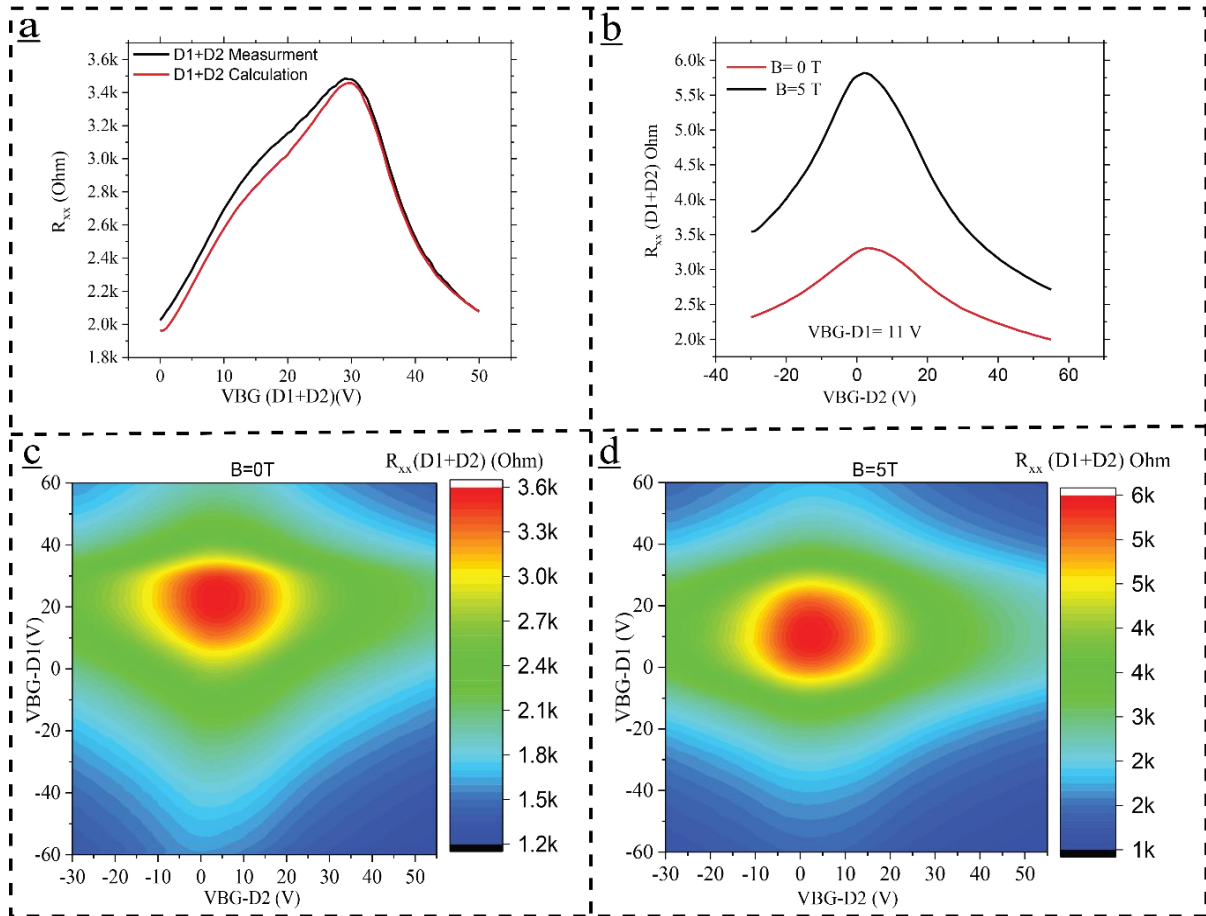 a
D1+D2 Measurment
D1+D2 Calculation
3.6k
3.4k
3.2k
3.0k
2.8k
2.6k
2.4k
2.2k
2.0k
1.8k
Rxx (Ohm)
0 10 20 30 40 50
VBG (D1+D2)(V)
b
B= 0 T
B=5 T
6.0k
5.5k
5.0k
4.5k
4.0k
3.5k
3.0k
2.5k
2.0k
Rxx (D1+D2) Ohm
VBG-D1= 11 V
-40 -20 0 20 40 60
VBG-D2 (V)
c
B=0T
Rxx(D1+D2) (Ohm)
60
40
20
0
-20
-40
-60
VBG-D1(V)
-30 -20 -10 0 10 20 30 40 50
VBG-D2 (V)
3.6k
3.3k
3.0k
2.7k
2.4k
2.1k
1.8k
1.5k
1.2k
d
B=5T
Rxx (D1+D2) Ohm
60
40
20
0
-20
-40
-60
VBG-D1 (V)
-30 -20 -10 0 10 20 30 40 50
VBG-D2 (V)
6k
5k
5k
4k
4k
3k
3k
2k
2k
1k